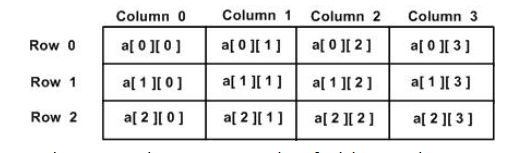 Column 0 Column 1 Column 2 Column 3
Row 0 a[ 0 ][ 0 ] a[ 0 ][ 1 ] a[ 0 ][ 2 ] a[ 0 ][ 3 ]
Row 1 a[ 1 ][ 0 ] a[ 1 ][ 1 ] a[ 1 ][ 2 ] a[ 1 ][ 3 ]
Row 2 a[ 2 ][ 0 ] a[ 2 ][ 1 ] a[ 2 ][ 2 ] a[ 2 ][ 3 ]